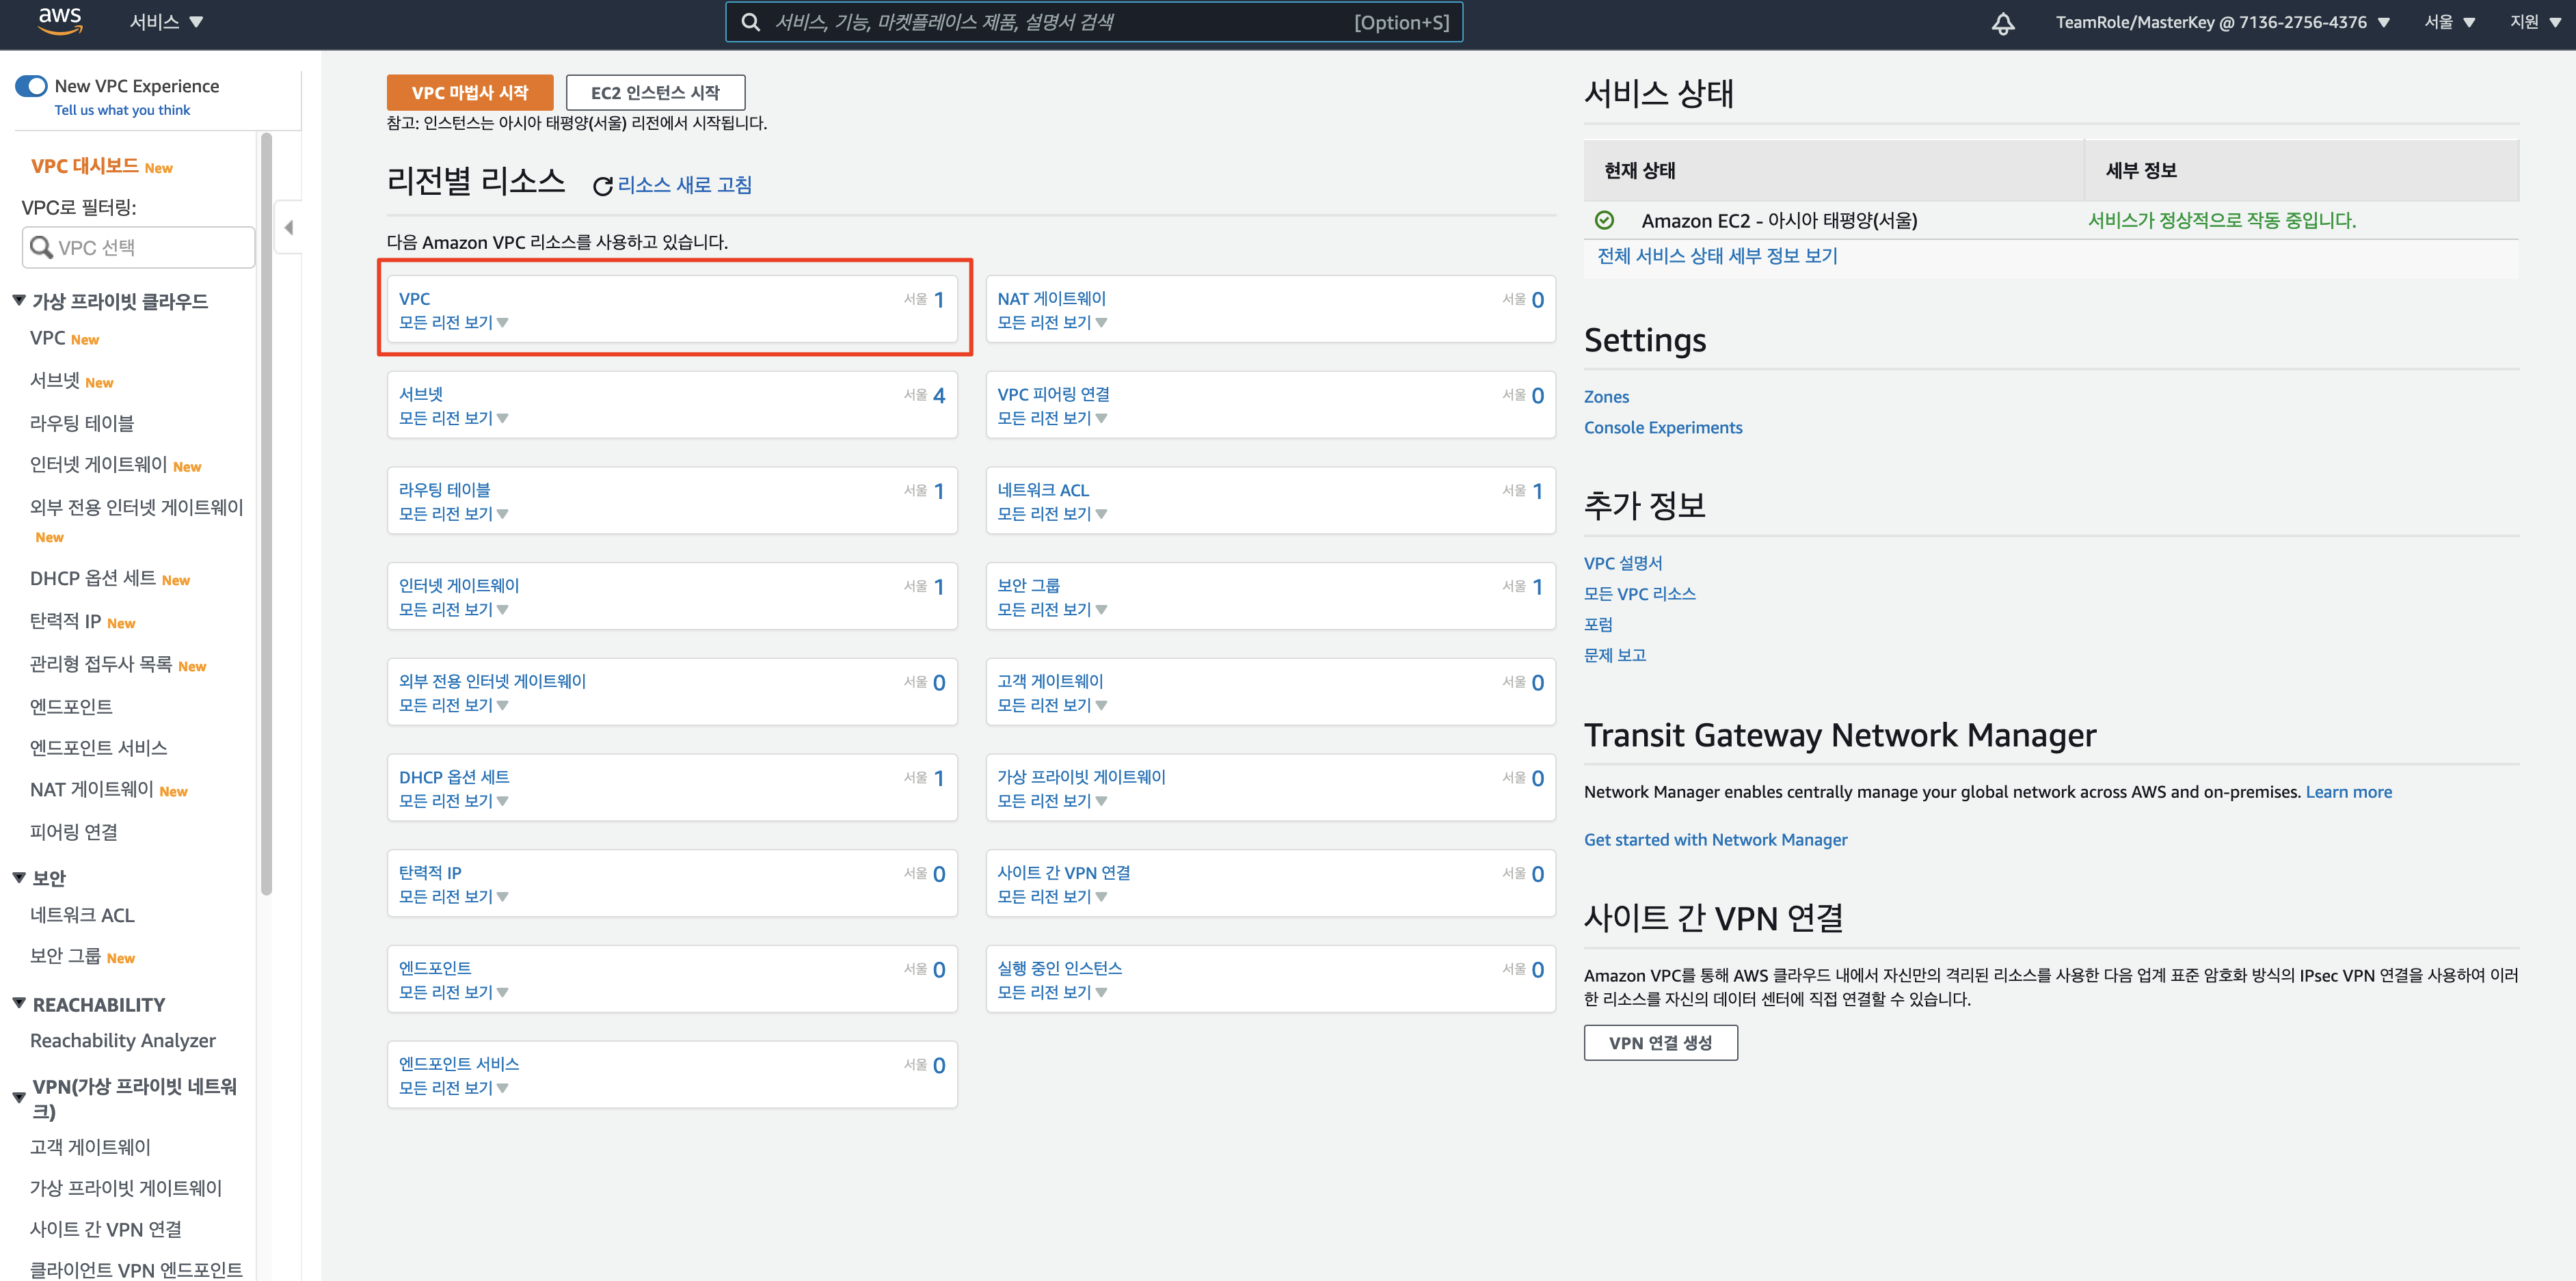 aws
서비스
서비스, 기능, 마켓플레이스 제품, 설명서 검색
[Option+S]
TeamRole/MasterKey @ 7136-2756-4376
서울
지원
New VPC Experience
Tell us what you think
VPC 대시보드 New
VPC로 필터링:
VPC 선택
가상 프라이빗 클라우드
VPC New
서브넷 New
라우팅 테이블
인터넷 게이트웨이 New
외부 전용 인터넷 게이트웨이
New
DHCP 옵션 세트 New
탄력적 IP New
관리형 접두사 목록 New
엔드포인트
엔드포인트 서비스
NAT 게이트웨이 New
피어링 연결
보안
네트워크 ACL
보안 그룹 New
REACHABILITY
Reachability Analyzer
VPN(가상 프라이빗 네트워
크)
고객 게이트웨이
가상 프라이빗 게이트웨이
사이트 간 VPN 연결
클라이언트 VPN 엔드포인트
VPC 마법사 시작
EC2 인스턴스 시작
참고: 인스턴스는 아시아 태평양(서울) 리전에서 시작됩니다.
리전별 리소스
리소스 새로 고침
다음 Amazon VPC 리소스를 사용하고 있습니다.
VPC 서울 1
모든 리전 보기
NAT 게이트웨이 서울 0
모든 리전 보기
서브넷 서울 4
모든 리전 보기
VPC 피어링 연결 서울 0
모든 리전 보기
라우팅 테이블 서울 1
모든 리전 보기
네트워크 ACL 서울 1
모든 리전 보기
인터넷 게이트웨이 서울 1
모든 리전 보기
보안 그룹 서울 1
모든 리전 보기
외부 전용 인터넷 게이트웨이 서울 0
모든 리전 보기
고객 게이트웨이 서울 0
모든 리전 보기
DHCP 옵션 세트 서울 1
모든 리전 보기
가상 프라이빗 게이트웨이 서울 0
모든 리전 보기
탄력적 IP 서울 0
모든 리전 보기
사이트 간 VPN 연결 서울 0
모든 리전 보기
엔드포인트 서울 0
모든 리전 보기
실행 중인 인스턴스 서울 0
모든 리전 보기
엔드포인트 서비스 서울 0
모든 리전 보기
서비스 상태
현재 상태 세부 정보
Amazon EC2 - 아시아 태평양(서울) 서비스가 정상적으로 작동 중입니다.
전체 서비스 상태 세부 정보 보기
Settings
Zones
Console Experiments
추가 정보
VPC 설명서
모든 VPC 리소스
포럼
문제 보고
Transit Gateway Network Manager
Network Manager enables centrally manage your global network across AWS and on-premises. Learn more
Get started with Network Manager
사이트 간 VPN 연결
Amazon VPC를 통해 AWS 클라우드 내에서 자신만의 격리된 리소스를 사용한 다음 업계 표준 암호화 방식의 IPsec VPN 연결을 사용하여 이러
한 리소스를 자신의 데이터 센터에 직접 연결할 수 있습니다.
VPN 연결 생성